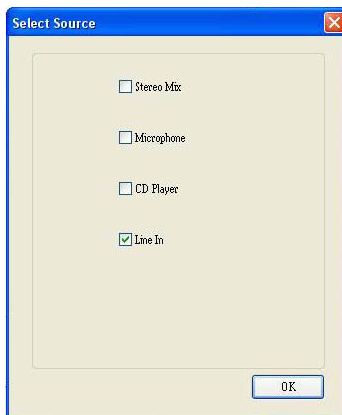 Select Source
Stereo Mix
Microphone
CD Player
Line In
OK